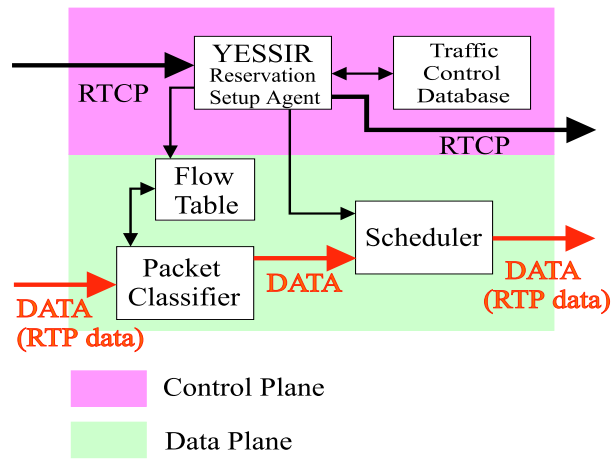 YESSIR
Reservation
Setup Agent
Traffic
Control
Database
RTCP
RTCP
Flow
Table
Scheduler
Packet
Classifier
DATA
DATA
(RTP data)
DATA
(RTP data)
Control Plane
Data Plane